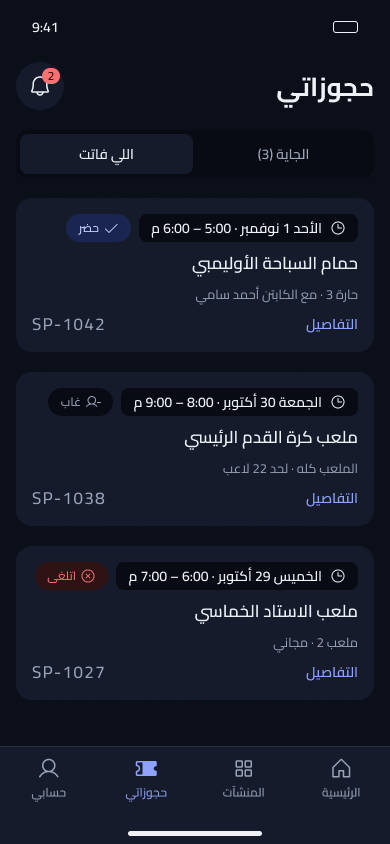 9:41
حجوزاتي
2
الجاية (3)
اللي فاتت
الأحد 1 نوفمبر · 5:00 – 6:00 م
حضر
حمام السباحة الأوليمبي
حارة 3 · مع الكابتن أحمد سامي
التفاصيل
SP-1042
الجمعة 30 أكتوبر · 8:00 – 9:00 م
غاب
ملعب كرة القدم الرئيسي
الملعب كله · لحد 22 لاعب
التفاصيل
SP-1038
الخميس 29 أكتوبر · 6:00 – 7:00 م
اتلغى
ملعب الاستاد الخماسي
ملعب 2 · مجاني
التفاصيل
SP-1027
الرئيسية
المنشآت
حجوزاتي
حسابي